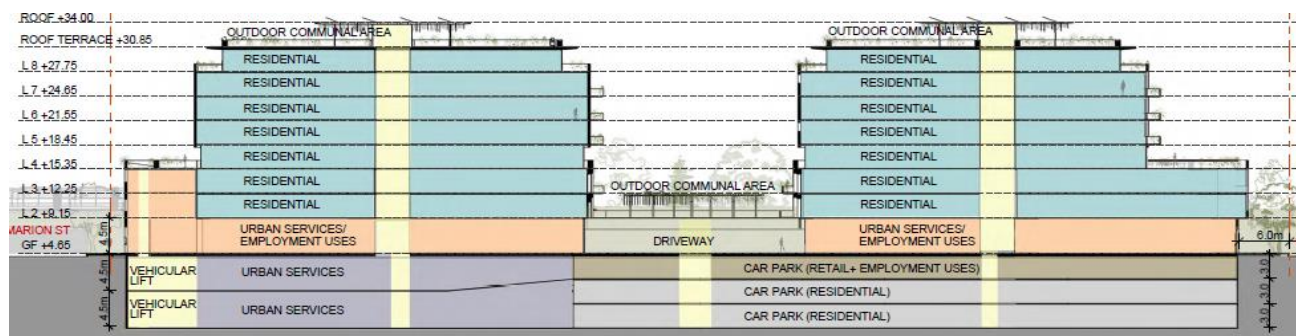 ROOF +34.00
OUTDOOR COMMUNAL AREA
OUTDOOR COMMUNAL AREA
ROOF TERRACE +30.85
RESIDENTIAL
RESIDENTIAL
L 8 +27.75
RESIDENTIAL
RESIDENTIAL
L 7 +24.65
RESIDENTIAL
RESIDENTIAL
L 6 +21.55
RESIDENTIAL
RESIDENTIAL
L 5 +18.45
RESIDENTIAL
RESIDENTIAL
L 4 +15.35
RESIDENTIAL
OUTDOOR COMMUNAL AREA
RESIDENTIAL
L 3 +12.25
RESIDENTIAL
RESIDENTIAL
L 2 +9.15
MARION ST
GF +4.65
4.5m
URBAN SERVICES/
EMPLOYMENT USES
DRIVEWAY
URBAN SERVICES/
EMPLOYMENT USES
6.0m
4.5m
VEHICULAR
LIFT
URBAN SERVICES
CAR PARK (RETAIL+ EMPLOYMENT USES)
3.0
CAR PARK (RESIDENTIAL)
3.0
4.5m
VEHICULAR
LIFT
URBAN SERVICES
CAR PARK (RESIDENTIAL)
3.0